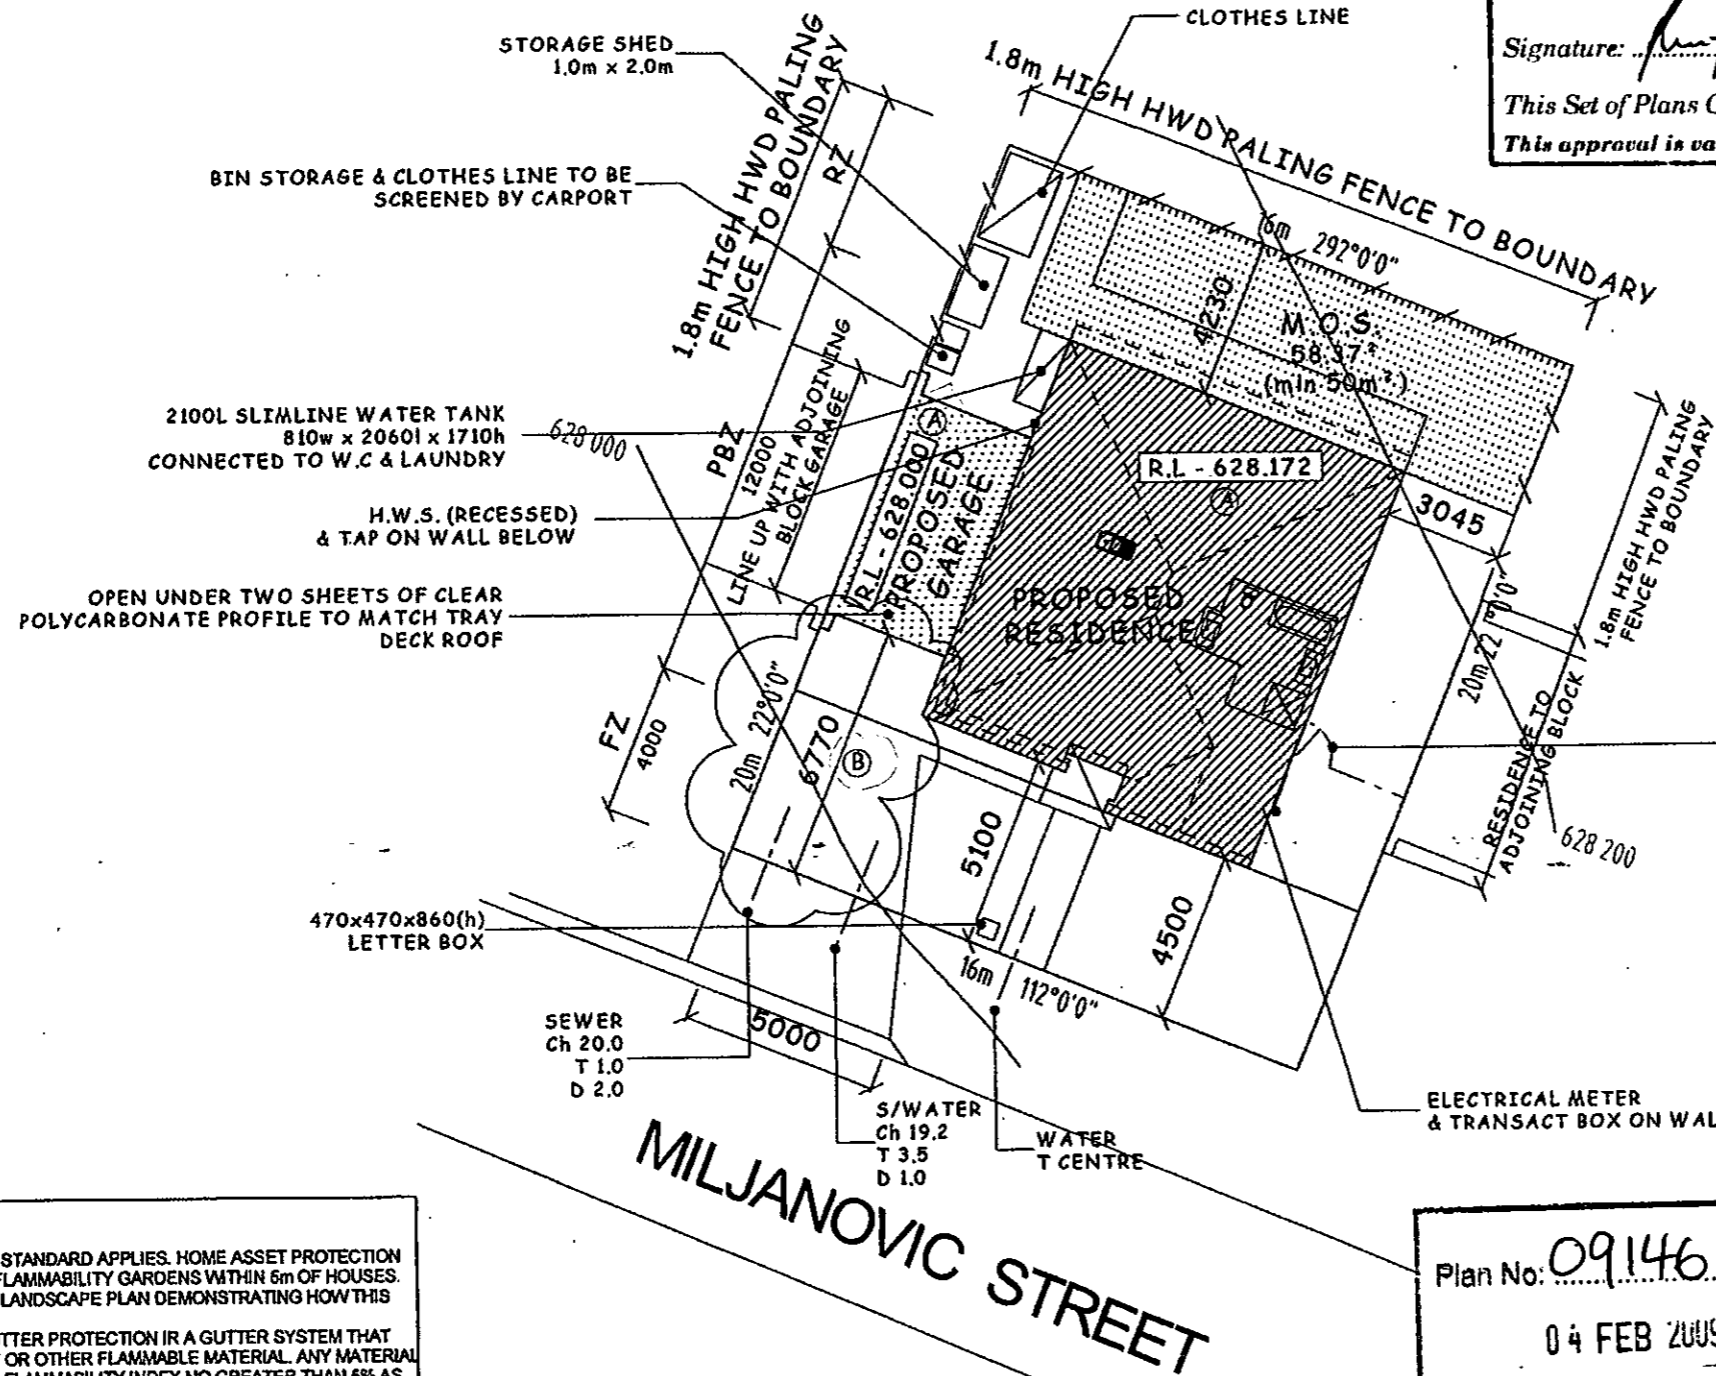 CLOTHES LINE
STORAGE SHED
1.0m x 2.0m
Signature:
This Set of Plans
This approval is va
1.8m HIGH HWD PALING
FENCE TO BOUNDARY
1.8m HIGH HWD PALING FENCE TO BOUNDARY
RZ
BIN STORAGE & CLOTHES LINE TO BE
SCREENED BY CARPORT
16m 292°0'0"
4230
M.O.S.
58.37²
(min 50m²)
2100L SLIMLINE WATER TANK
810w x 2060l x 1710h
CONNECTED TO W.C & LAUNDRY
628 000
PBZ
12000
LINE UP WITH ADJOINING
BLOCK GARAGE
A
R.L - 628.000
PROPOSED
GARAGE
R.L - 628.172
A
3045
1.8m HIGH HWD PALING
FENCE TO BOUNDARY
H.W.S. (RECESSED)
& TAP ON WALL BELOW
OPEN UNDER TWO SHEETS OF CLEAR
POLYCARBONATE PROFILE TO MATCH TRAY
DECK ROOF
PROPOSED
RESIDENCE
20m 22°0'0"
FZ
4000
20m 22°0'0"
6770
B
5100
4500
RESIDENCE TO
ADJOINING BLOCK
628 200
470x470x860(h)
LETTER BOX
16m 112°0'0"
5000
SEWER
Ch 20.0
T 1.0
D 2.0
S/WATER
Ch 19.2
T 3.5
D 1.0
WATER
T CENTRE
ELECTRICAL METER
& TRANSACT BOX ON WAL
MILJANOVIC STREET
STANDARD APPLIES. HOME ASSET PROTECTION
FLAMMABILITY GARDENS WITHIN 6m OF HOUSES.
LANDSCAPE PLAN DEMONSTRATING HOW THIS
TTER PROTECTION IR A GUTTER SYSTEM THAT
OR OTHER FLAMMABLE MATERIAL. ANY MATERIAL
FLAMMABILITY INDEX NO GREATER THAN 5% AS
Plan No: 09146
04 FEB 2009